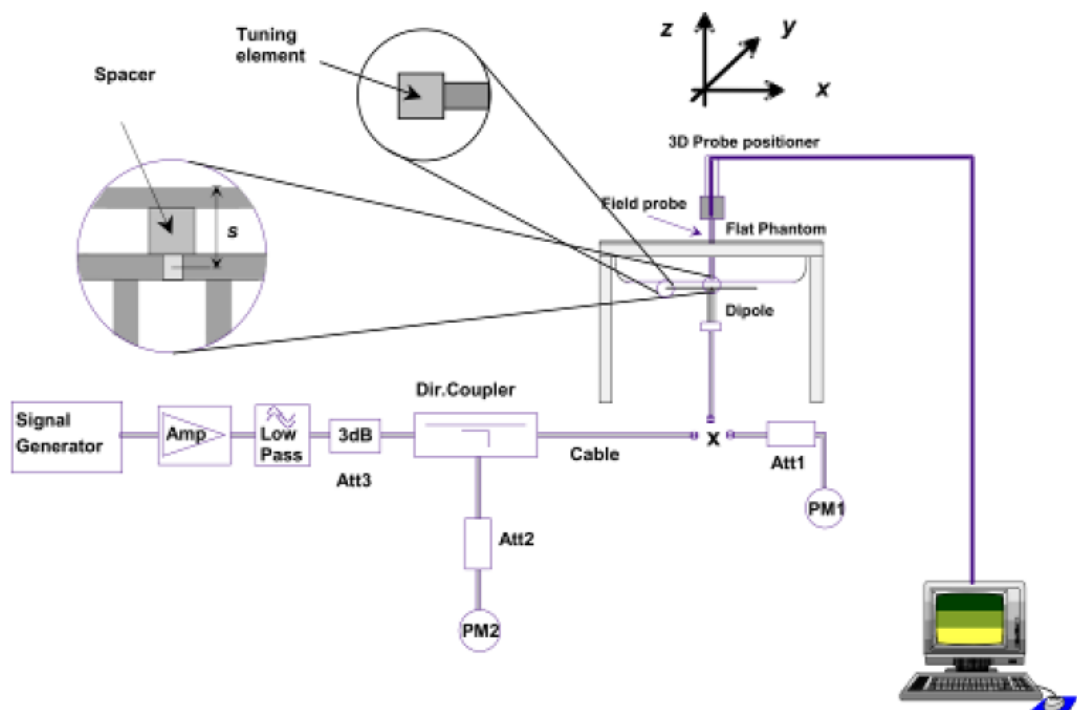 Tuning
element
Spacer
z
y
x
3D Probe positioner
Field probe
Flat Phantom
s
Dipole
Dir.Coupler
Signal
Generator
Amp
Low
Pass
3dB
Att3
Cable
x
Att1
PM1
Att2
PM2